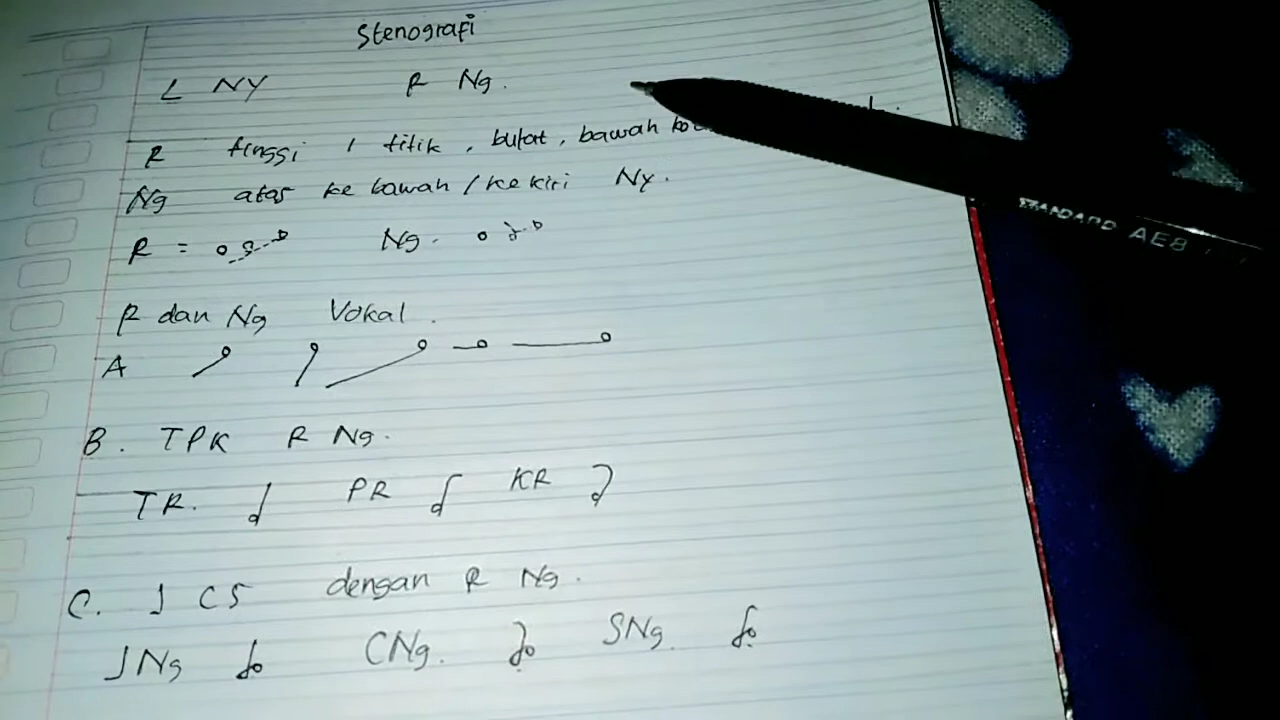 Stenografi
L NY R Ng.
R tinggi 1 titik, bulat, bawah
Ng atas ke bawah / ke kiri Ny.
R = Ng.
R dan Ng Vokal.
A
B. TPK R Ng.
TR. PR KR
C. J C S dengan R Ng.
JNg CNg. SNg.
STANDARD AE8